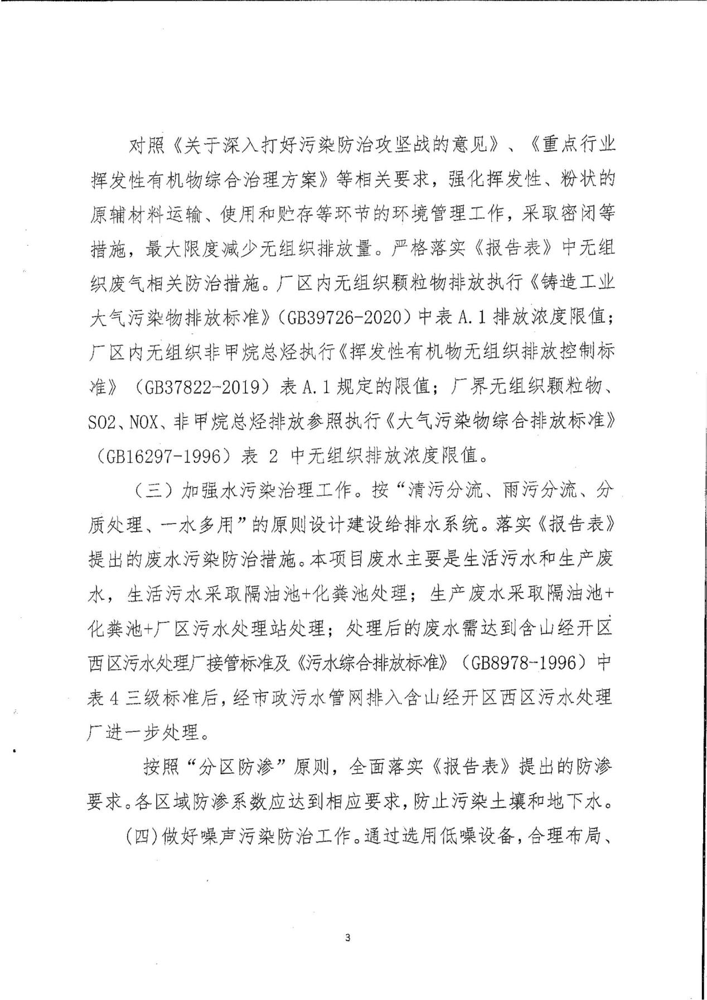 对照《关于深入打好污染防治攻坚战的意见》、《重点行业
挥发性有机物综合治理方案》等相关要求，强化挥发性、粉状的
原辅材料运输、使用和贮存等环节的环境管理工作，采取密闭等
措施，最大限度减少无组织排放量。严格落实《报告表》中无组
织废气相关防治措施。厂区内无组织颗粒物排放执行《铸造工业
大气污染物排放标准》（GB39726-2020）中表 A.1 排放浓度限值；
厂区内无组织非甲烷总烃执行《挥发性有机物无组织排放控制标
准》（GB37822-2019）表 A.1 规定的限值；厂界无组织颗粒物、
SO2、NOX、非甲烷总烃排放参照执行《大气污染物综合排放标准》
（GB16297-1996）表 2 中无组织排放浓度限值。
（三）加强水污染治理工作。按“清污分流、雨污分流、分
质处理、一水多用”的原则设计建设给排水系统。落实《报告表》
提出的废水污染防治措施。本项目废水主要是生活污水和生产废
水，生活污水采取隔油池+化粪池处理；生产废水采取隔油池+
化粪池+厂区污水处理站处理；处理后的废水需达到含山经开区
西区污水处理厂接管标准及《污水综合排放标准》（GB8978-1996）中
表 4 三级标准后，经市政污水管网排入含山经开区西区污水处理
厂进一步处理。
按照“分区防渗”原则，全面落实《报告表》提出的防渗
要求。各区域防渗系数应达到相应要求，防止污染土壤和地下水。
（四）做好噪声污染防治工作。通过选用低噪设备，合理布局、
3